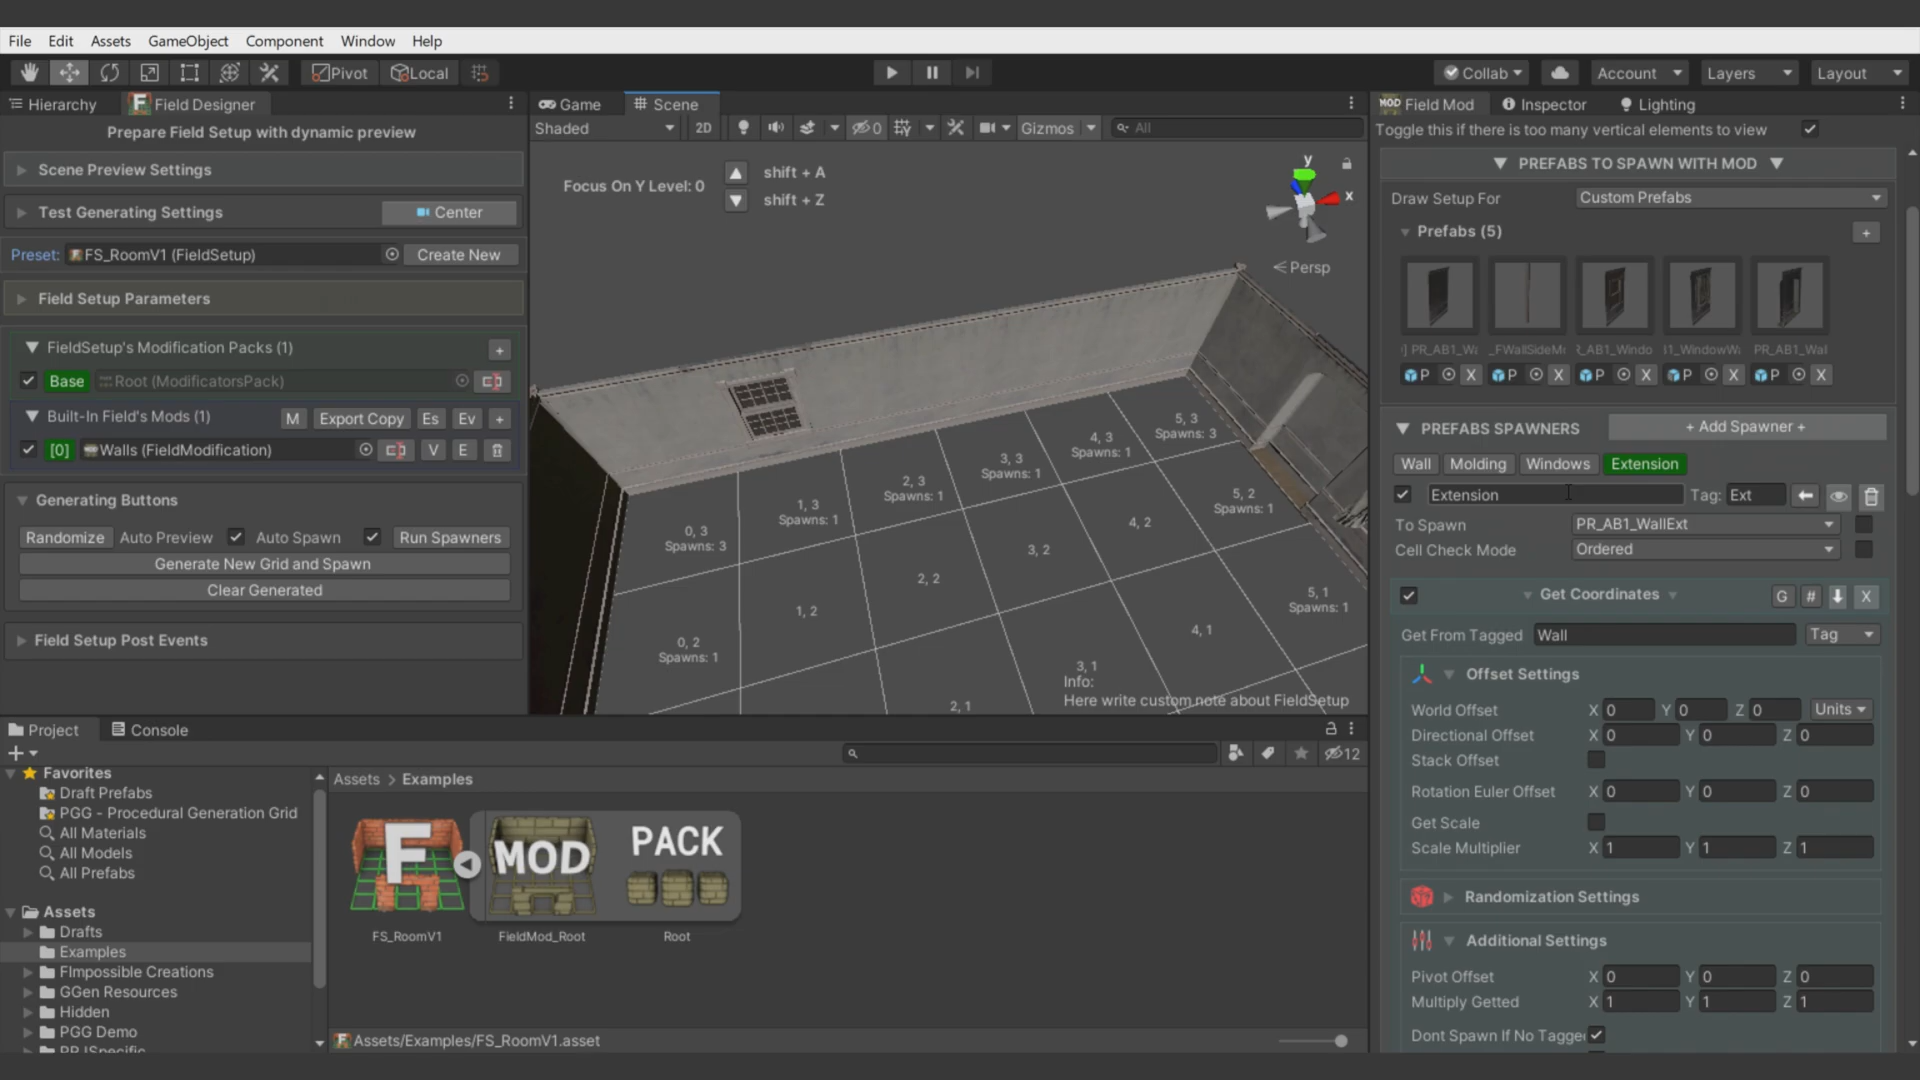 File Edit Assets GameObject Component Window Help
Pivot Local Collab Account Layers Layout
Hierarchy Field Designer
Prepare Field Setup with dynamic preview
Scene Preview Settings
Test Generating Settings Center
Preset: FS_RoomV1 (FieldSetup) Create New
Field Setup Parameters
FieldSetup's Modification Packs (1) +
Base Root (ModificatorsPack)
Built-In Field's Mods (1) M Export Copy Es Ev +
[0] Walls (FieldModification) V E
Generating Buttons
Randomize Auto Preview Auto Spawn Run Spawners
Generate New Grid and Spawn
Clear Generated
Field Setup Post Events
Game Scene
Shaded 2D 0 Gizmos All
Focus On Y Level: 0
shift + A
shift + Z
y
x
Persp
5, 3
Spawns: 3
4, 3
Spawns: 1
3, 3
Spawns: 1
2, 3
Spawns: 1
1, 3
Spawns: 1
0, 3
Spawns: 3
5, 2
Spawns: 1
4, 2
3, 2
2, 2
1, 2
0, 2
Spawns: 1
5, 1
Spawns: 1
4, 1
3, 1
2, 1
Info:
Here write custom note about FieldSetup
Project Console
12
Favorites
Draft Prefabs
PGG - Procedural Generation Grid
All Materials
All Models
All Prefabs
Assets
Drafts
Examples
FImpossible Creations
GGen Resources
Hidden
PGG Demo
Assets > Examples
F MOD PACK
FS_RoomV1 FieldMod_Root Root
Assets/Examples/FS_RoomV1.asset
MOD Field Mod Inspector Lighting
Toggle this if there is too many vertical elements to view
PREFABS TO SPAWN WITH MOD
Draw Setup For Custom Prefabs
Prefabs (5) +
PR_AB1_Wa _FWallSideMo R_AB1_Windo 1_WindowWa PR_AB1_Wal
P X P X P X P X P X
PREFABS SPAWNERS + Add Spawner +
Wall Molding Windows Extension
Extension Tag: Ext
To Spawn PR_AB1_WallExt
Cell Check Mode Ordered
Get Coordinates G # X
Get From Tagged Wall Tag
Offset Settings
World Offset X 0 Y 0 Z 0 Units
Directional Offset X 0 Y 0 Z 0
Stack Offset
Rotation Euler Offset X 0 Y 0 Z 0
Get Scale
Scale Multiplier X 1 Y 1 Z 1
Randomization Settings
Additional Settings
Pivot Offset X 0 Y 0 Z 0
Multiply Getted X 1 Y 1 Z 1
Dont Spawn If No Tagge